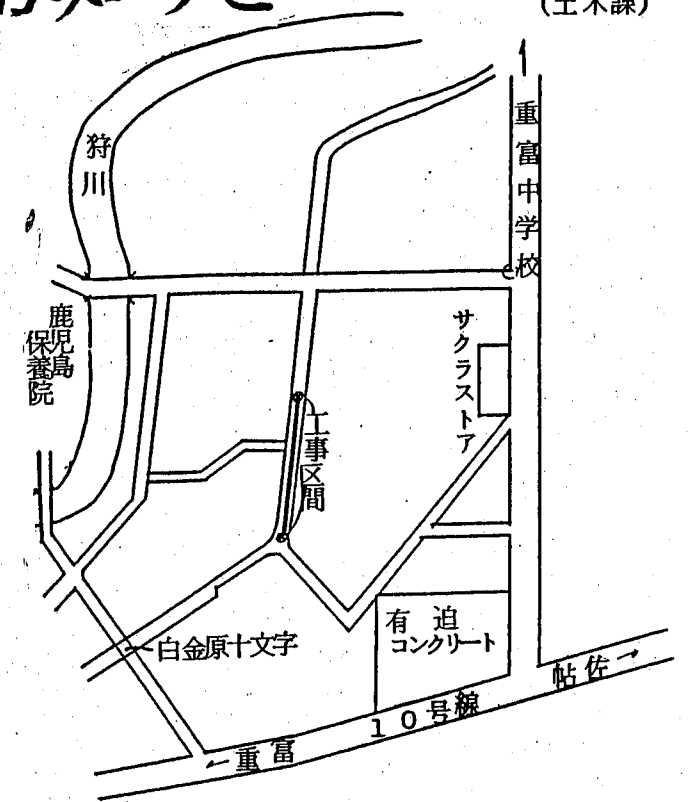 (土木課)
重富中学校
狩川
鹿児島
保養院
サクラストア
工事区間
有迫
コンクリート
白金原十文字
帖佐→
10号線
←重富